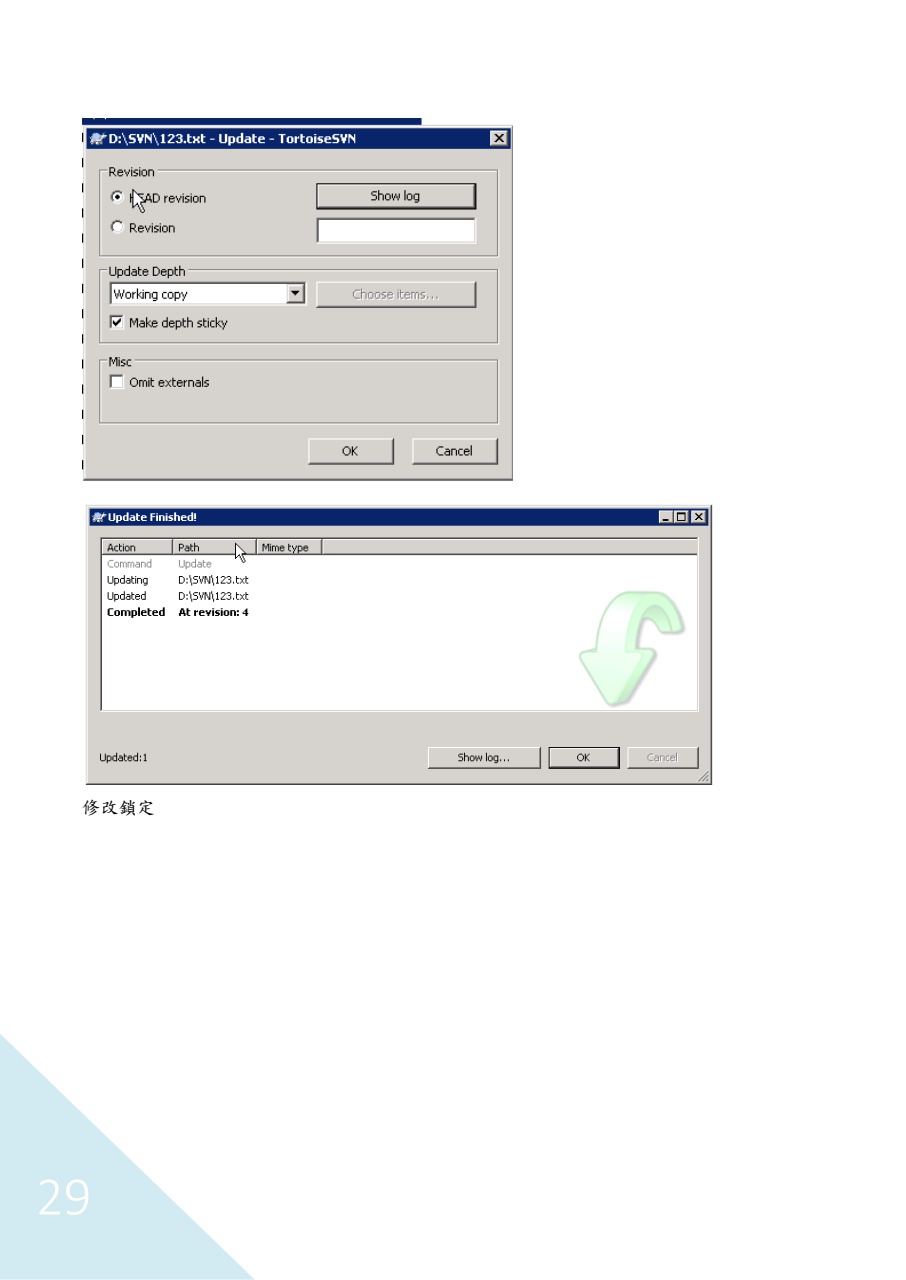 D:\SVN\123.txt - Update - TortoiseSVN
Revision
HEAD revision Show log
Revision
Update Depth
Working copy Choose items...
Make depth sticky
Misc
Omit externals
OK Cancel
Update Finished!
Action Path Mime type
Command Update
Updating D:\SVN\123.txt
Updated D:\SVN\123.txt
Completed At revision: 4
Updated:1 Show log... OK Cancel
修改鎖定
29